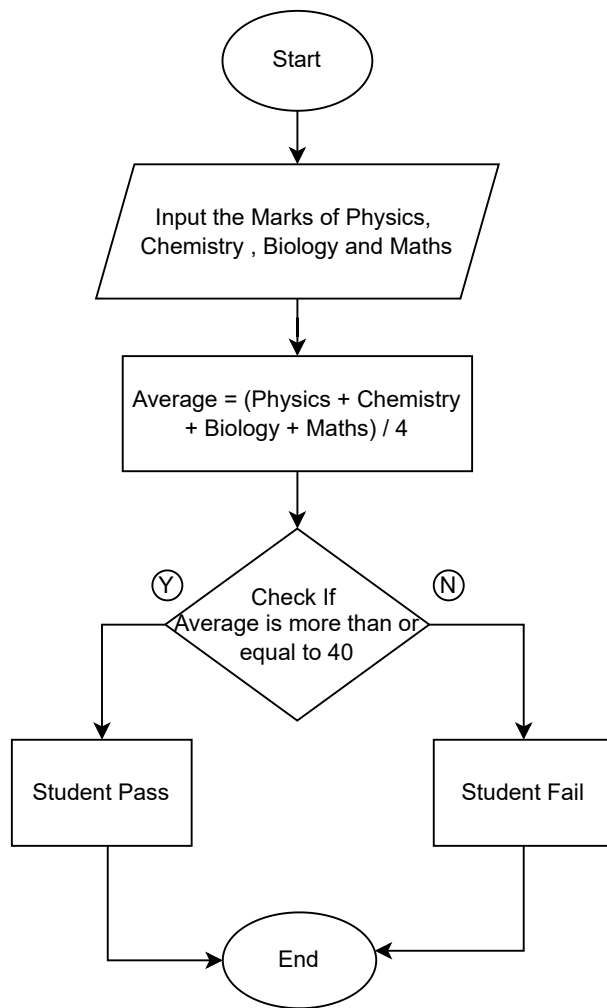 Start
Input the Marks of Physics,
Chemistry , Biology and Maths
Average = (Physics + Chemistry
+ Biology + Maths) / 4
Y
N
Check If
Average is more than or
equal to 40
Student Pass
Student Fail
End